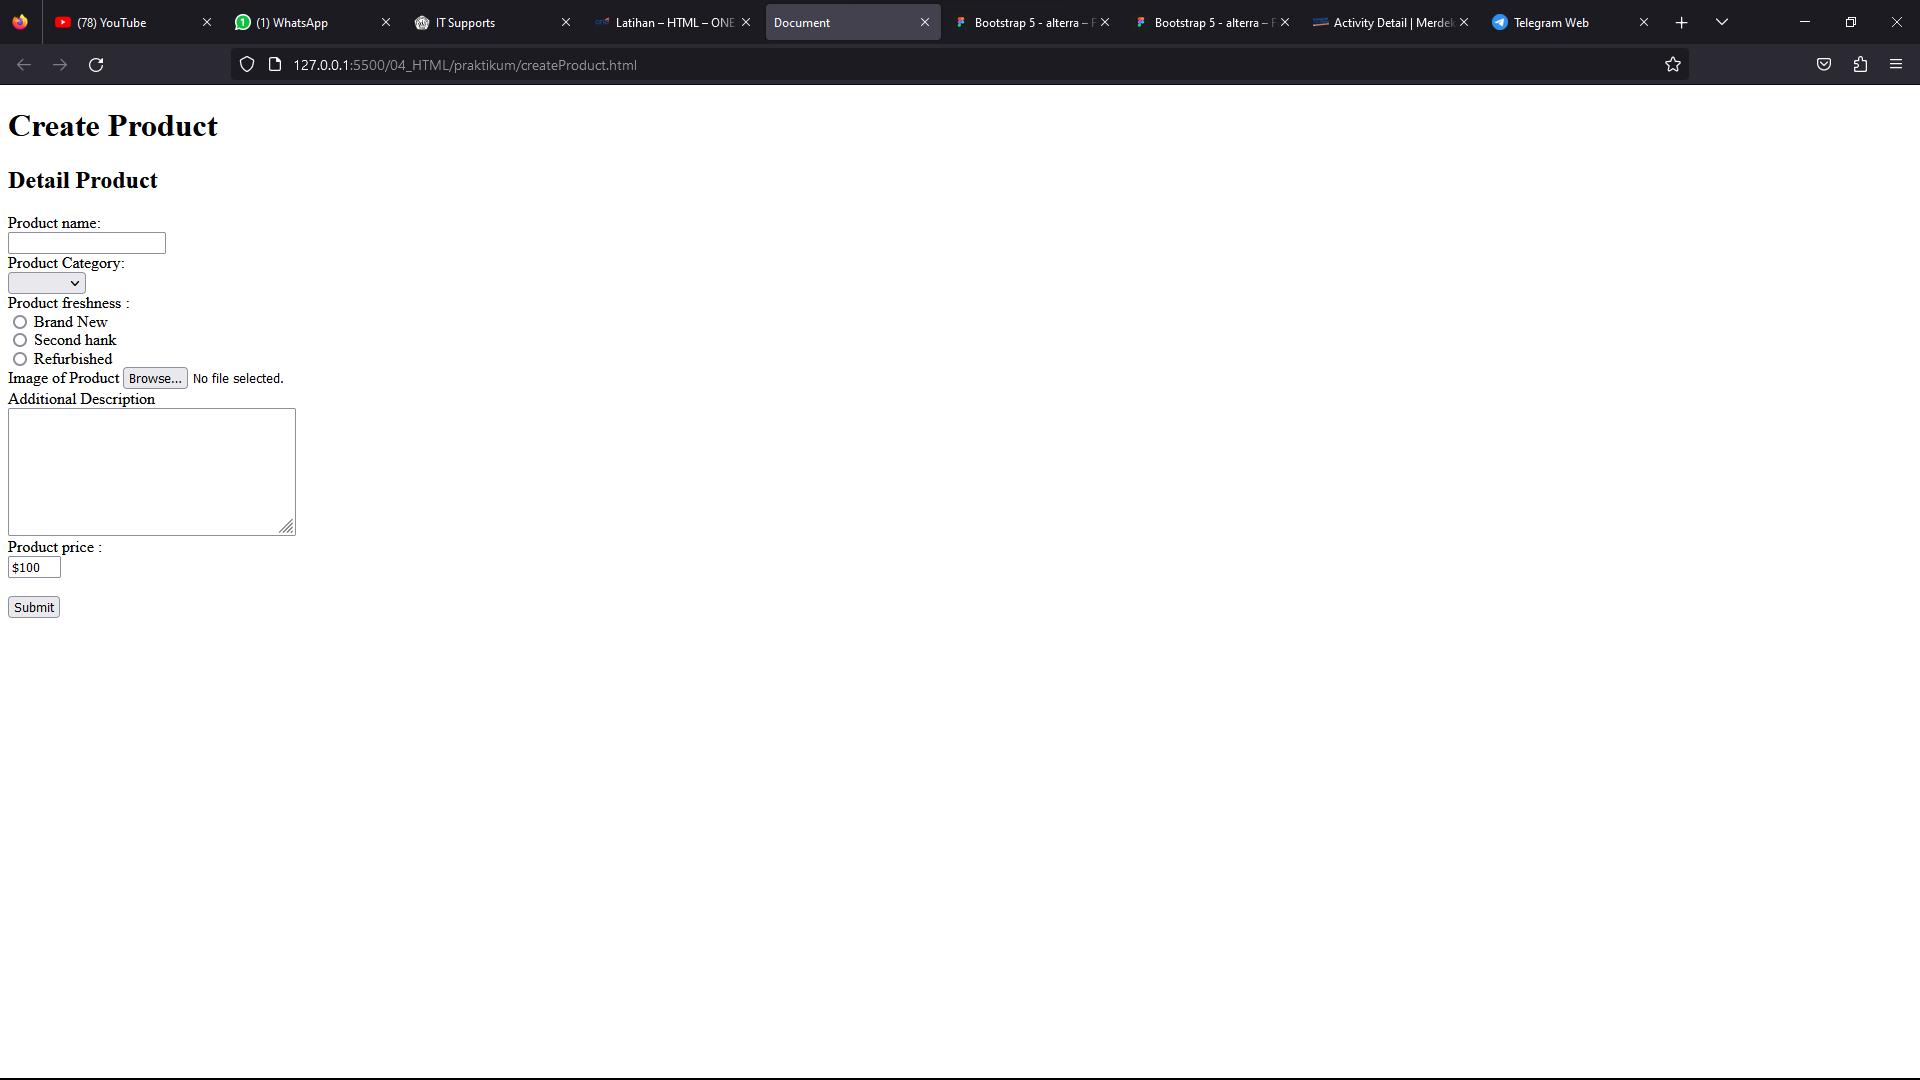 (78) YouTube
(1) WhatsApp
IT Supports
Latihan – HTML – ONE
Document
Bootstrap 5 - alterra – F
Bootstrap 5 - alterra – F
Activity Detail | Merdek
Telegram Web
127.0.0.1:5500/04_HTML/praktikum/createProduct.html
Create Product
Detail Product
Product name:
Product Category:
Product freshness :
Brand New
Second hank
Refurbished
Image of Product Browse... No file selected.
Additional Description
Product price :
$100
Submit